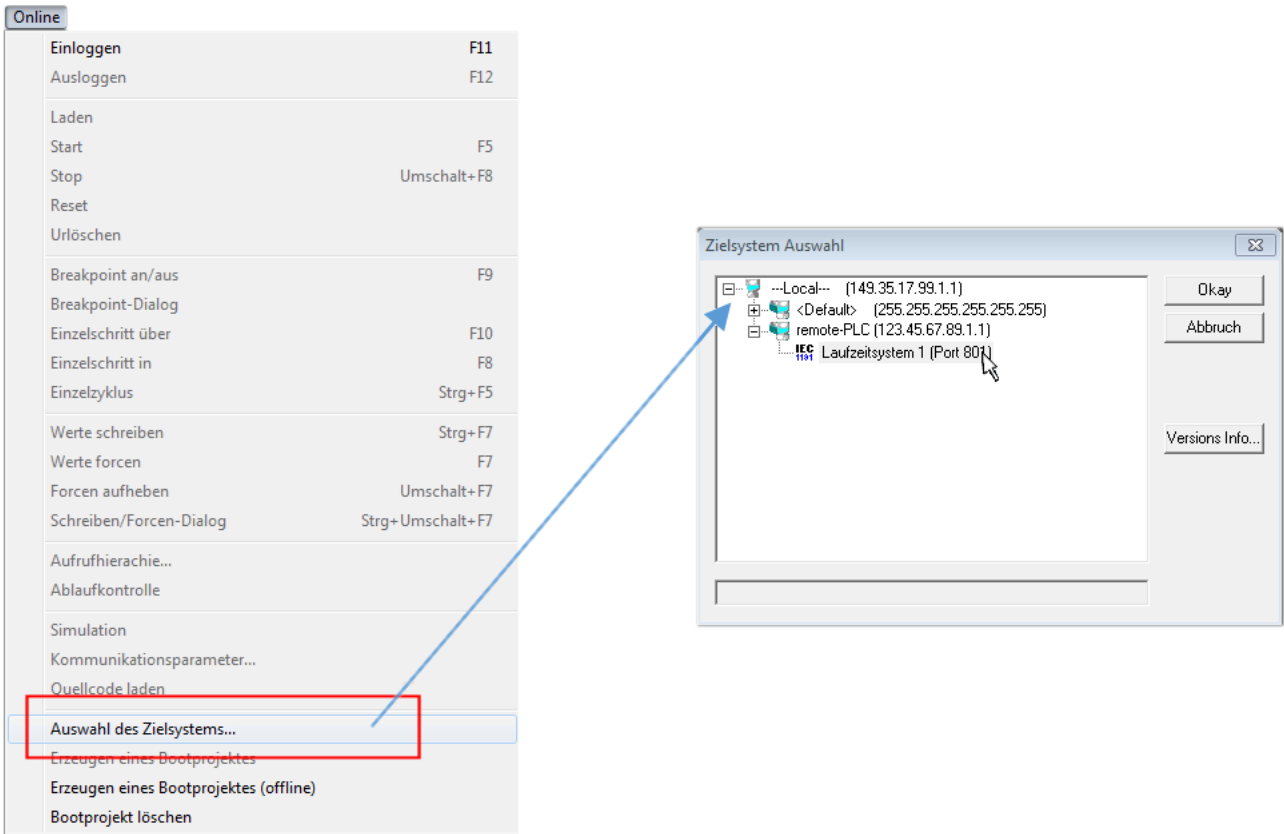 Online
Einloggen F11
Ausloggen F12
Laden
Start F5
Stop Umschalt+F8
Reset
Urlöschen
Breakpoint an/aus F9
Breakpoint-Dialog
Einzelschritt über F10
Einzelschritt in F8
Einzelzyklus Strg+F5
Werte schreiben Strg+F7
Werte forcen F7
Forcen aufheben Umschalt+F7
Schreiben/Forcen-Dialog Strg+Umschalt+F7
Aufrufhierachie...
Ablaufkontrolle
Simulation
Kommunikationsparameter...
Quellcode laden
Auswahl des Zielsystems...
Erzeugen eines Bootprojektes
Erzeugen eines Bootprojektes (offline)
Bootprojekt löschen
Zielsystem Auswahl
---Local--- (149.35.17.99.1.1)
<Default> (255.255.255.255.255.255)
remote-PLC (123.45.67.89.1.1)
IEC 1131 Laufzeitsystem 1 (Port 801)
Okay
Abbruch
Versions Info...